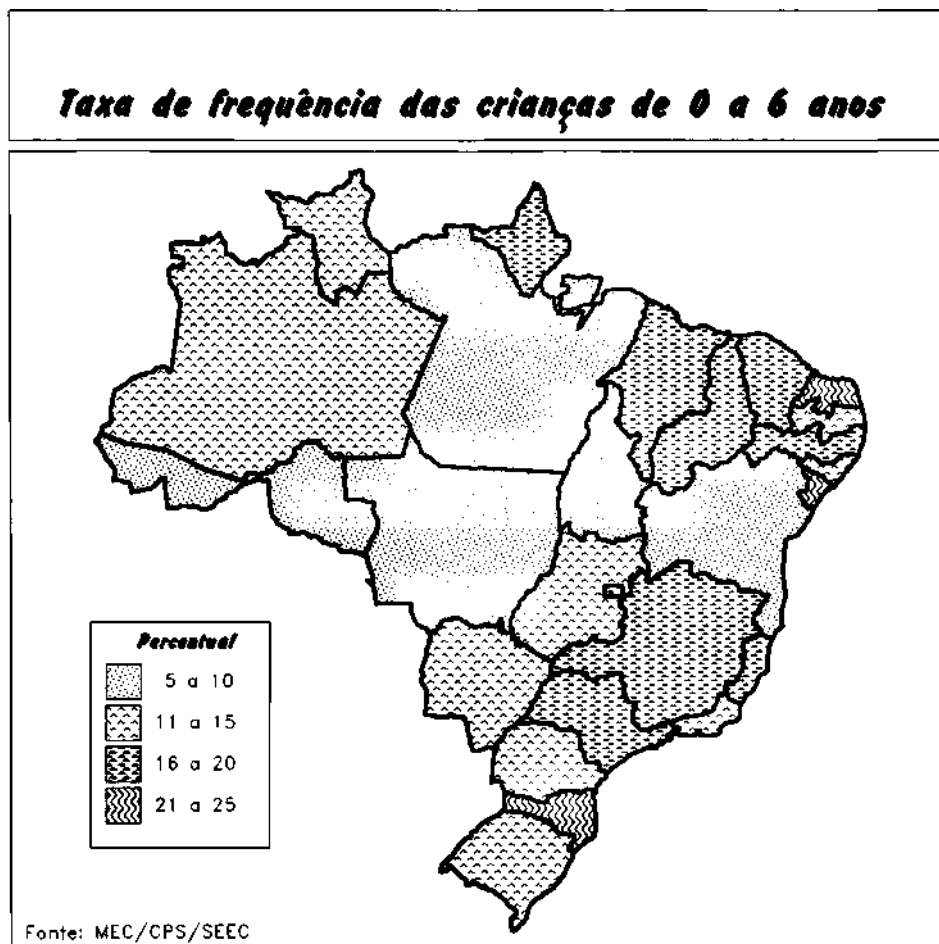 Taxa de frequência das crianças de 0 a 6 anos
Percentual
5 a 10
11 a 15
16 a 20
21 a 25
Fonte: MEC/CPS/SEEC